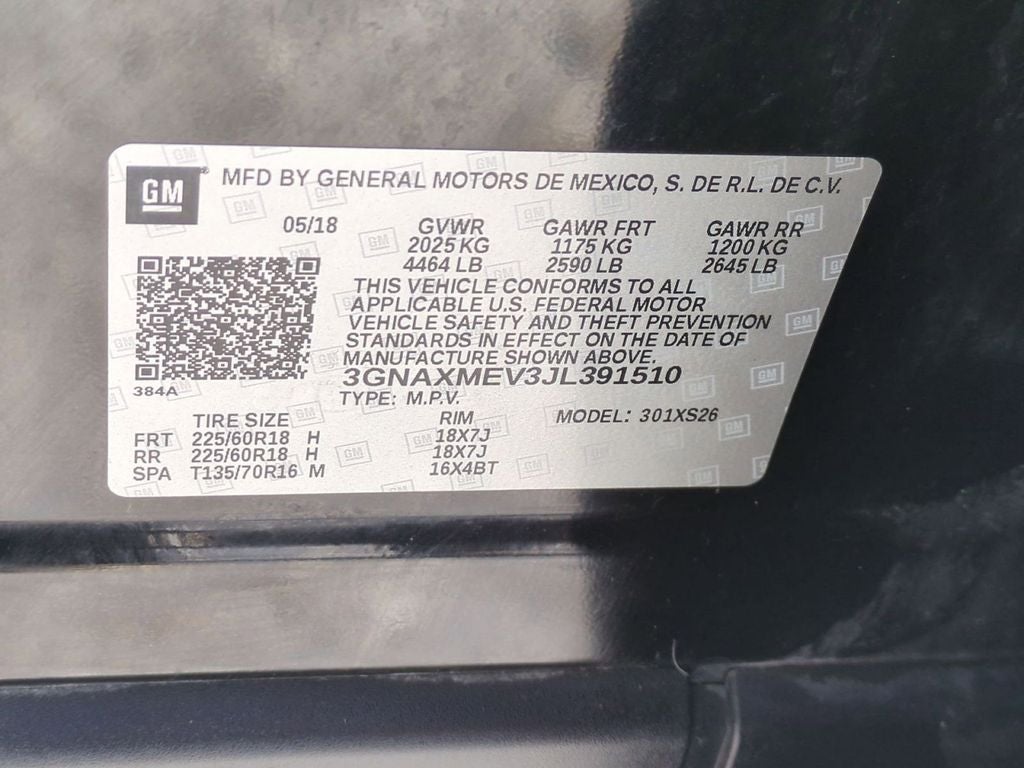 GM MFD BY GENERAL MOTORS DE MEXICO, S. DE R.L. DE C.V.
05/18 GVWR GAWR FRT GAWR RR
2025 KG 1175 KG 1200 KG
4464 LB 2590 LB 2645 LB
THIS VEHICLE CONFORMS TO ALL
APPLICABLE U.S. FEDERAL MOTOR
VEHICLE SAFETY AND THEFT PREVENTION
STANDARDS IN EFFECT ON THE DATE OF
MANUFACTURE SHOWN ABOVE.
3GNAXMEV3JL391510
384A
TYPE: M.P.V. MODEL: 301XS26
TIRE SIZE RIM
FRT 225/60R18 H 18X7J
RR 225/60R18 H 18X7J
SPA T135/70R16 M 16X4BT